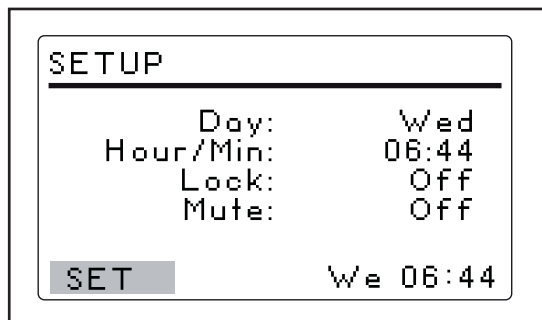 SETUP
Day: Wed
Hour/Min: 06:44
Lock: Off
Mute: Off
SET We 06:44